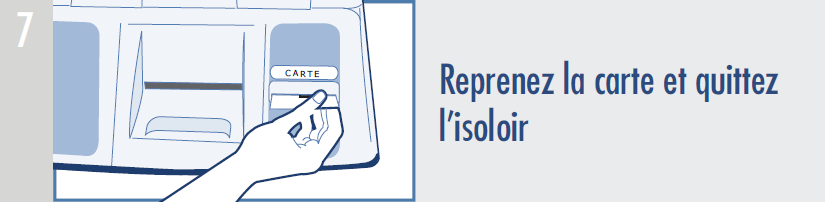 7
CARTE
Reprenez la carte et quittez
l'isoloir